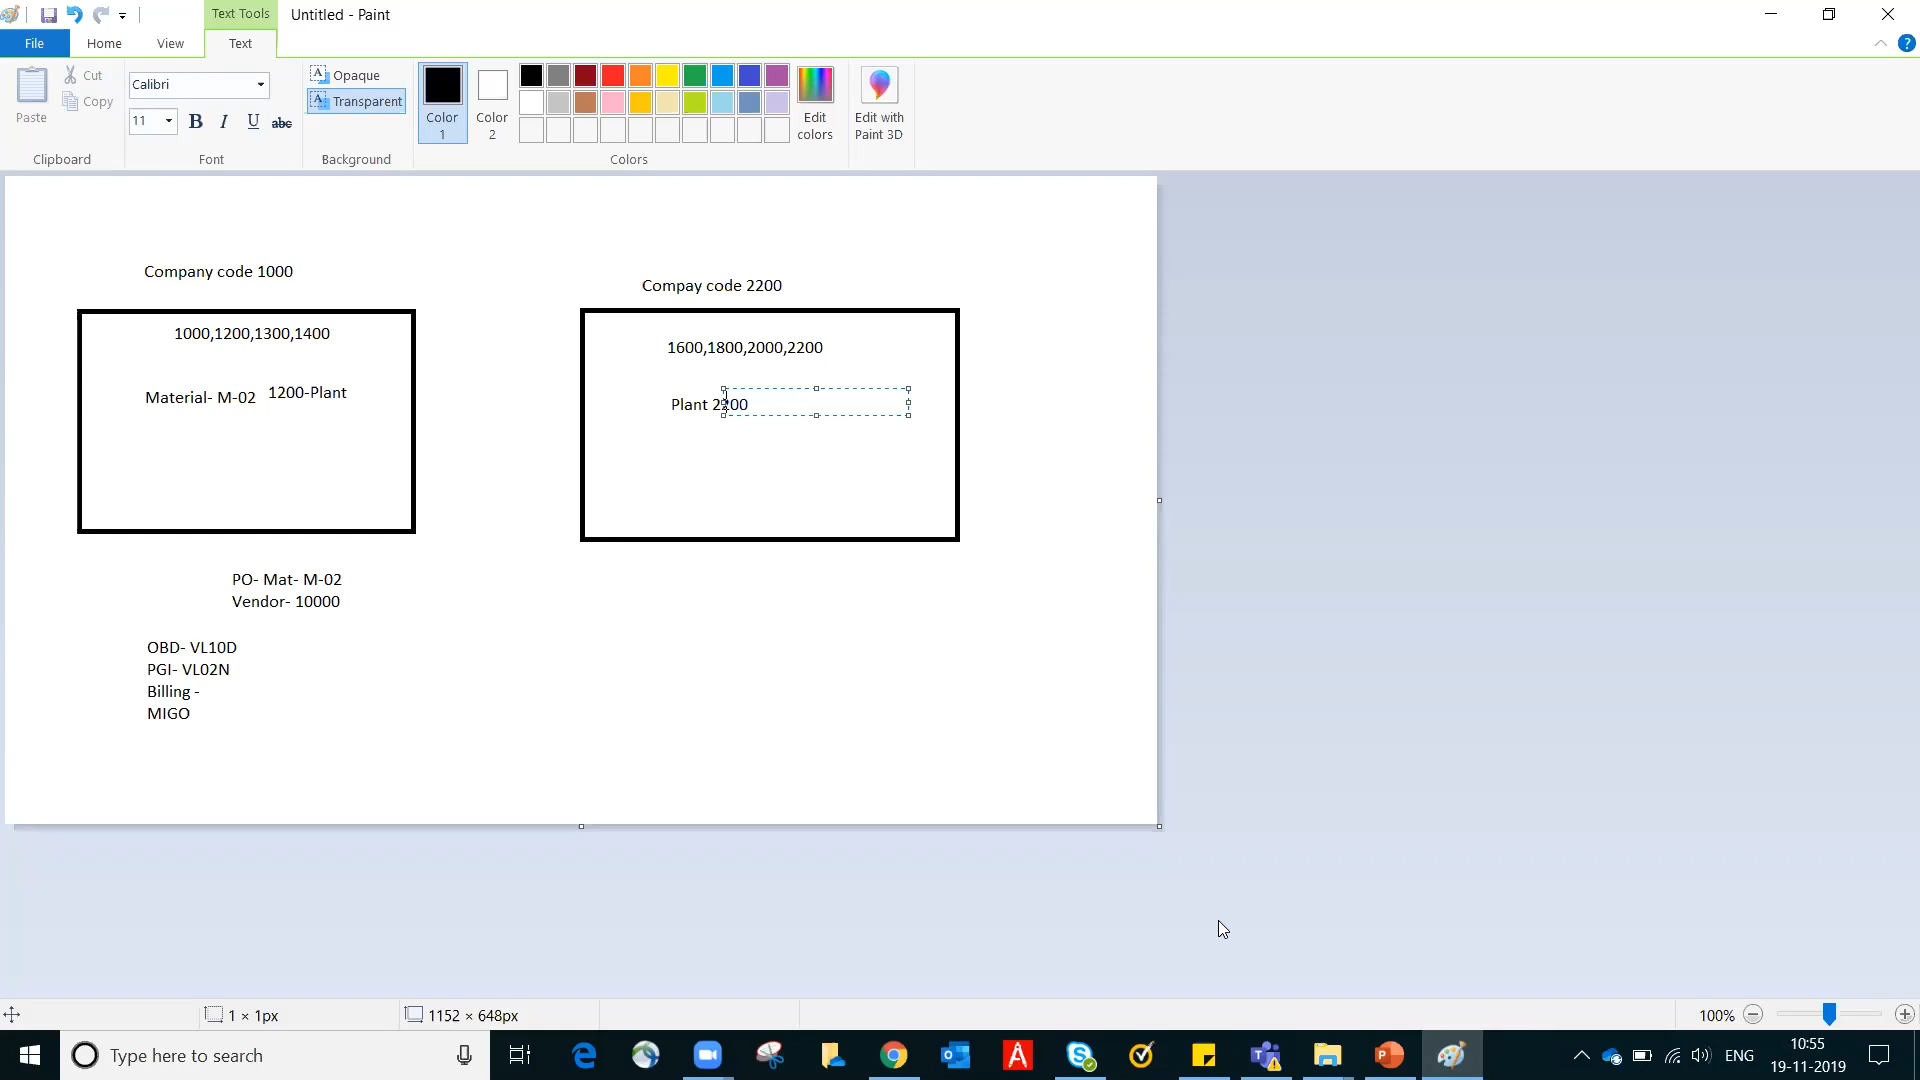 Text Tools
Untitled - Paint
File
Home
View
Text
Paste
Cut
Copy
Clipboard
Calibri
11
B I U abc
Font
Opaque
Transparent
Background
Color 1
Color 2
Edit colors
Colors
Edit with Paint 3D
Company code 1000
Compay code 2200
1000,1200,1300,1400
1600,1800,2000,2200
Material- M-02
1200-Plant
Plant 2200
PO- Mat- M-02
Vendor- 10000
OBD- VL10D
PGI- VL02N
Billing -
MIGO
1 × 1px
1152 × 648px
100%
Type here to search
ENG
10:55
19-11-2019